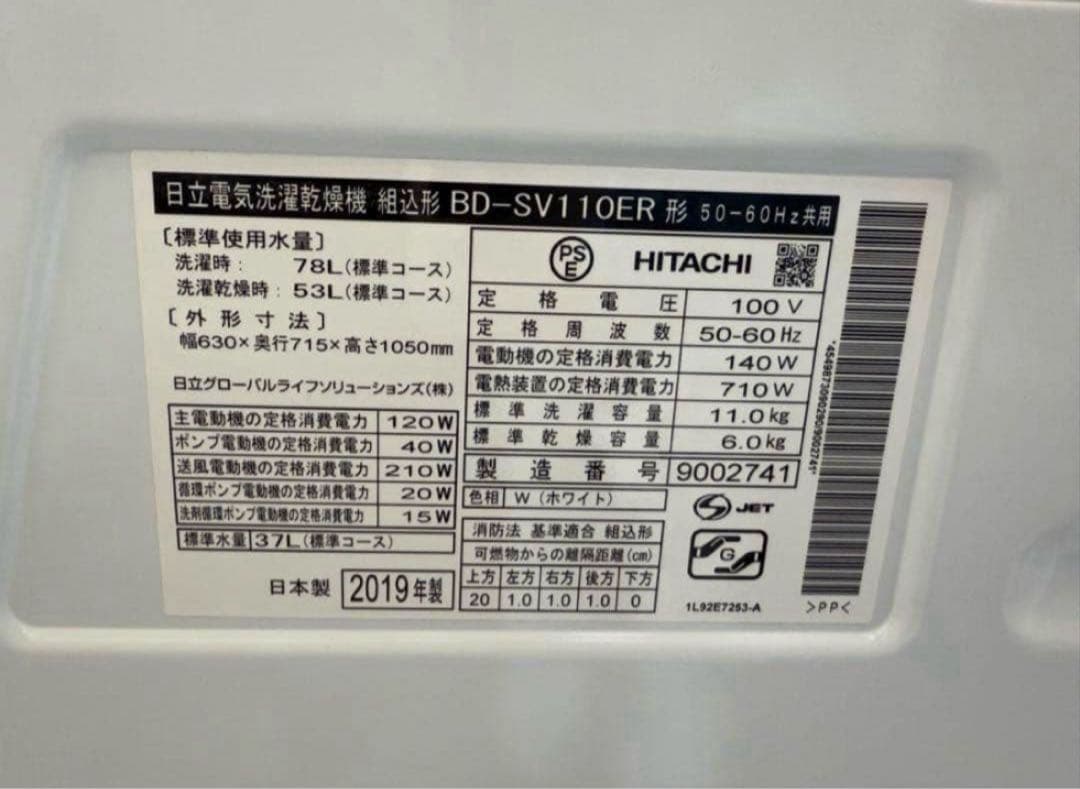 日立電気洗濯乾燥機 組込形 BD-SV110ER 形 50-60Hz共用
〔標準使用水量〕
洗濯時： 78L(標準コース)
洗濯乾燥時：53L(標準コース)
〔外形寸法〕
幅630×奥行715×高さ1050mm
日立グローバルライフソリューションズ(株)
主電動機の定格消費電力 120W
ポンプ電動機の定格消費電力 40W
送風電動機の定格消費電力 210W
循環ポンプ電動機の定格消費電力 20W
洗剤循環ポンプ電動機の定格消費電力 15W
標準水量 37L(標準コース)
日本製 2019年製
PSE HITACHI
定格電圧 100V
定格周波数 50-60Hz
電動機の定格消費電力 140W
電熱装置の定格消費電力 710W
標準洗濯容量 11.0kg
標準乾燥容量 6.0kg
製造番号 9002741
色相 W(ホワイト)
消防法 基準適合 組込形
可燃物からの離隔距離(cm)
上方 左方 右方 後方 下方
20 1.0 1.0 1.0 0
S JET
G
1L92E7253-A
>PP<